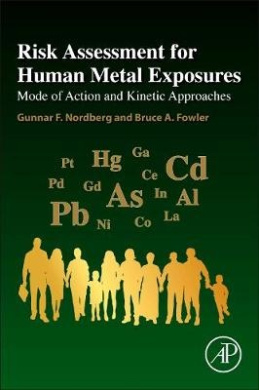 Risk Assessment for
Human Metal Exposures
Mode of Action and Kinetic Approaches
Gunnar F. Nordberg and Bruce A. Fowler
Pt Hg Ga Cd
Pd Gd Ce
As In Al
Pb Ni Co La
AP